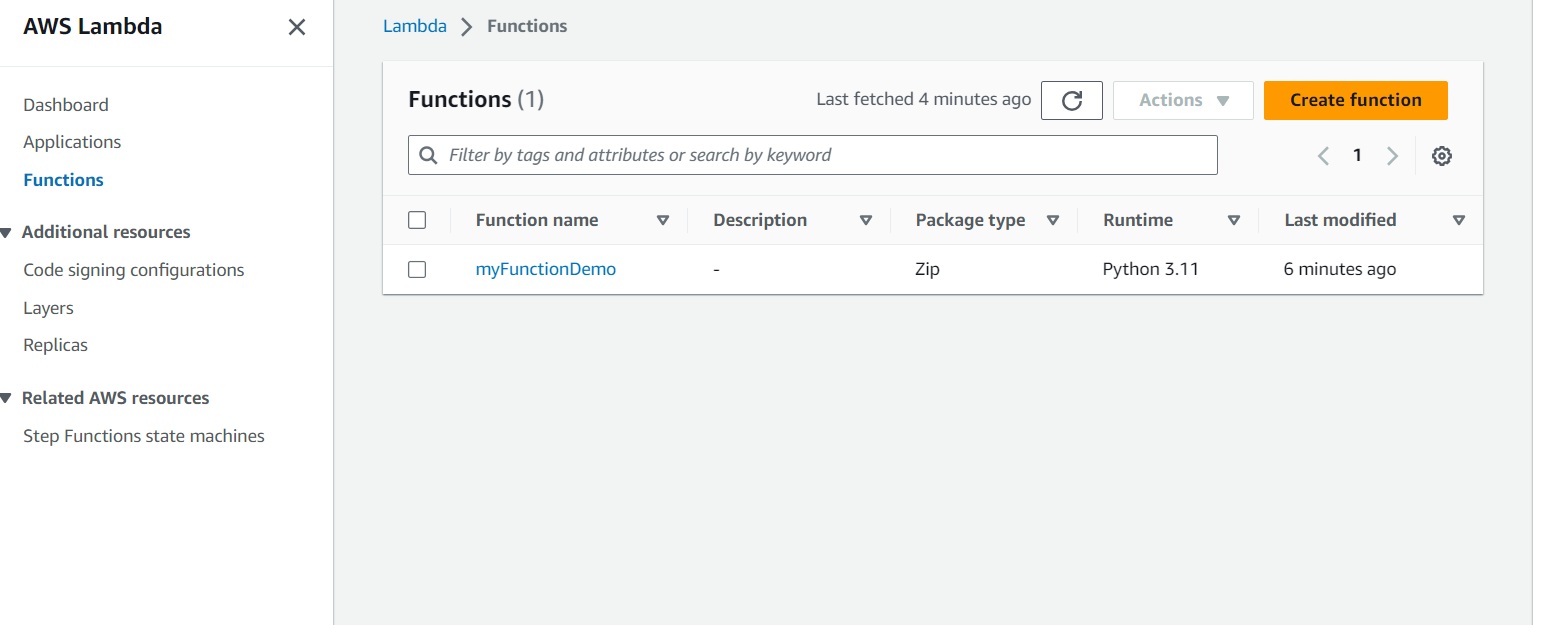 AWS Lambda
Dashboard
Applications
Functions
Additional resources
Code signing configurations
Layers
Replicas
Related AWS resources
Step Functions state machines
Lambda Functions
Functions (1)
Last fetched 4 minutes ago
Actions
Create function
Filter by tags and attributes or search by keyword
1
Function name Description Package type Runtime Last modified
myFunctionDemo - Zip Python 3.11 6 minutes ago